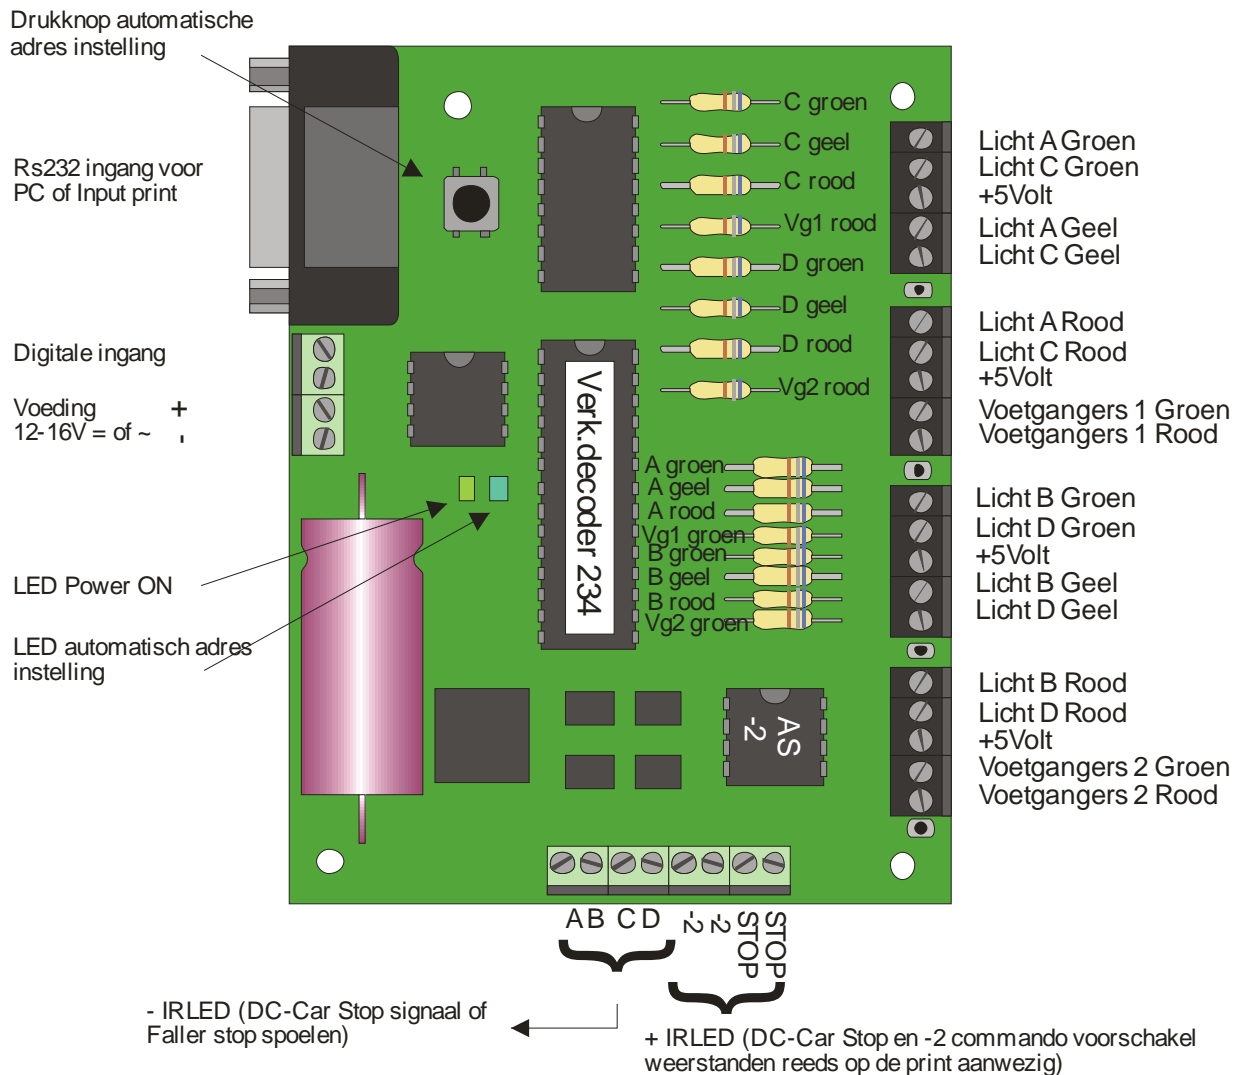 Drukknop automatische
adres instelling
Rs232 ingang voor
PC of Input print
Digitale ingang
Voeding +
12-16V = of ~ -
LED Power ON
LED automatisch adres
instelling
C groen
C geel
C rood
Vg1 rood
D groen
D geel
D rood
Vg2 rood
Verk.decoder 234
A groen
A geel
A rood
Vg1 groen
B groen
B geel
B rood
Vg2 groen
AS
-2
Licht A Groen
Licht C Groen
+5Volt
Licht A Geel
Licht C Geel
Licht A Rood
Licht C Rood
+5Volt
Voetgangers 1 Groen
Voetgangers 1 Rood
Licht B Groen
Licht D Groen
+5Volt
Licht B Geel
Licht D Geel
Licht B Rood
Licht D Rood
+5Volt
Voetgangers 2 Groen
Voetgangers 2 Rood
A B C D -2 -2 STOP STOP
- IRLED (DC-Car Stop signaal of
Faller stop spoelen)
+ IRLED (DC-Car Stop en -2 commando voorschakel
weerstanden reeds op de print aanwezig)